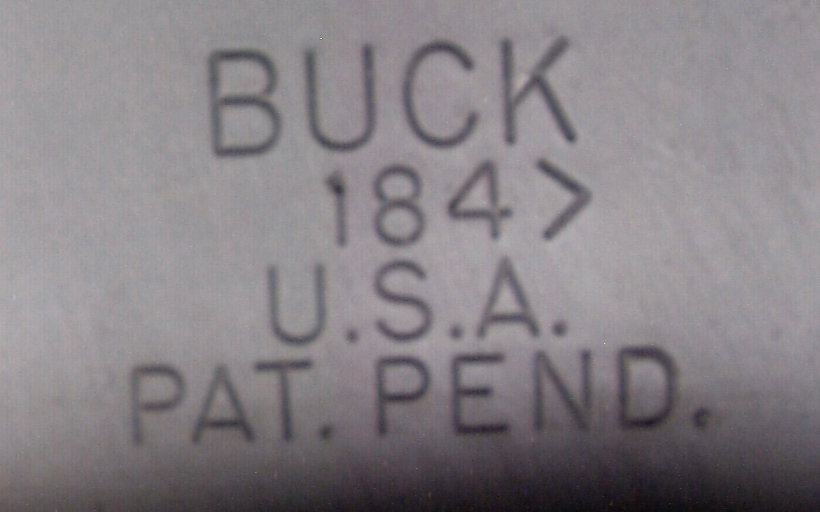 BUCK
184>
U.S.A.
PAT. PEND.